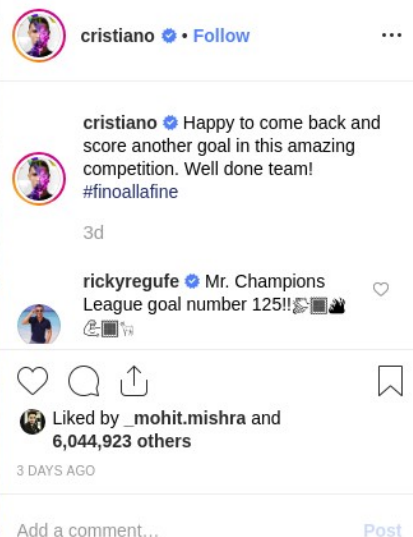 cristiano • Follow
cristiano Happy to come back and
score another goal in this amazing
competition. Well done team!
#finoallafine
3d
rickyregufe Mr. Champions
League goal number 125!!
Liked by _mohit.mishra and
6,044,923 others
3 DAYS AGO
Add a comment… Post